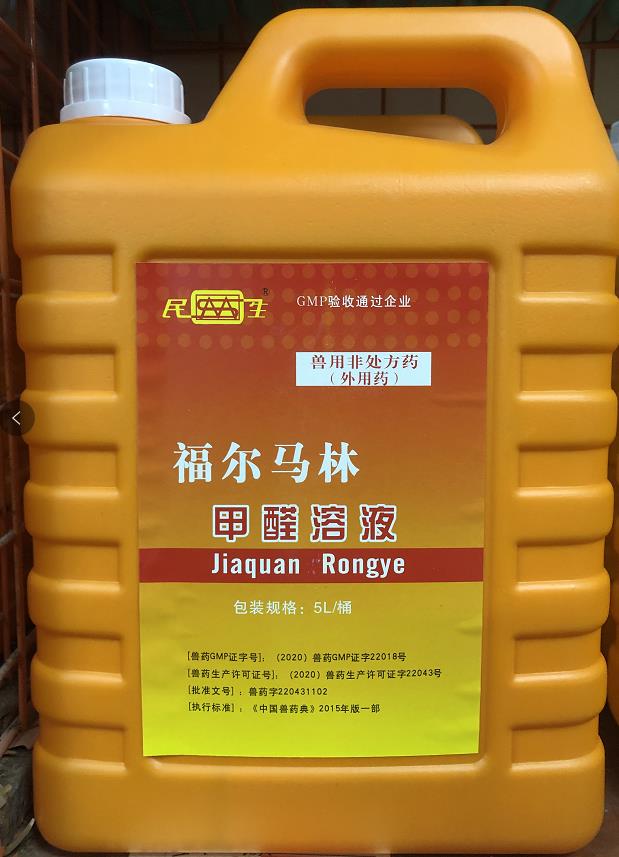 民生®
GMP验收通过企业
兽用非处方药
（外用药）
福尔马林
甲醛溶液
Jiaquan Rongye
包装规格：5L/桶
[兽药GMP证字号]：（2020）兽药GMP证字22018号
[兽药生产许可证号]：（2020）兽药生产许可证字22043号
[批准文号]：兽药字220431102
[执行标准]：《中国兽药典》2015年版一部